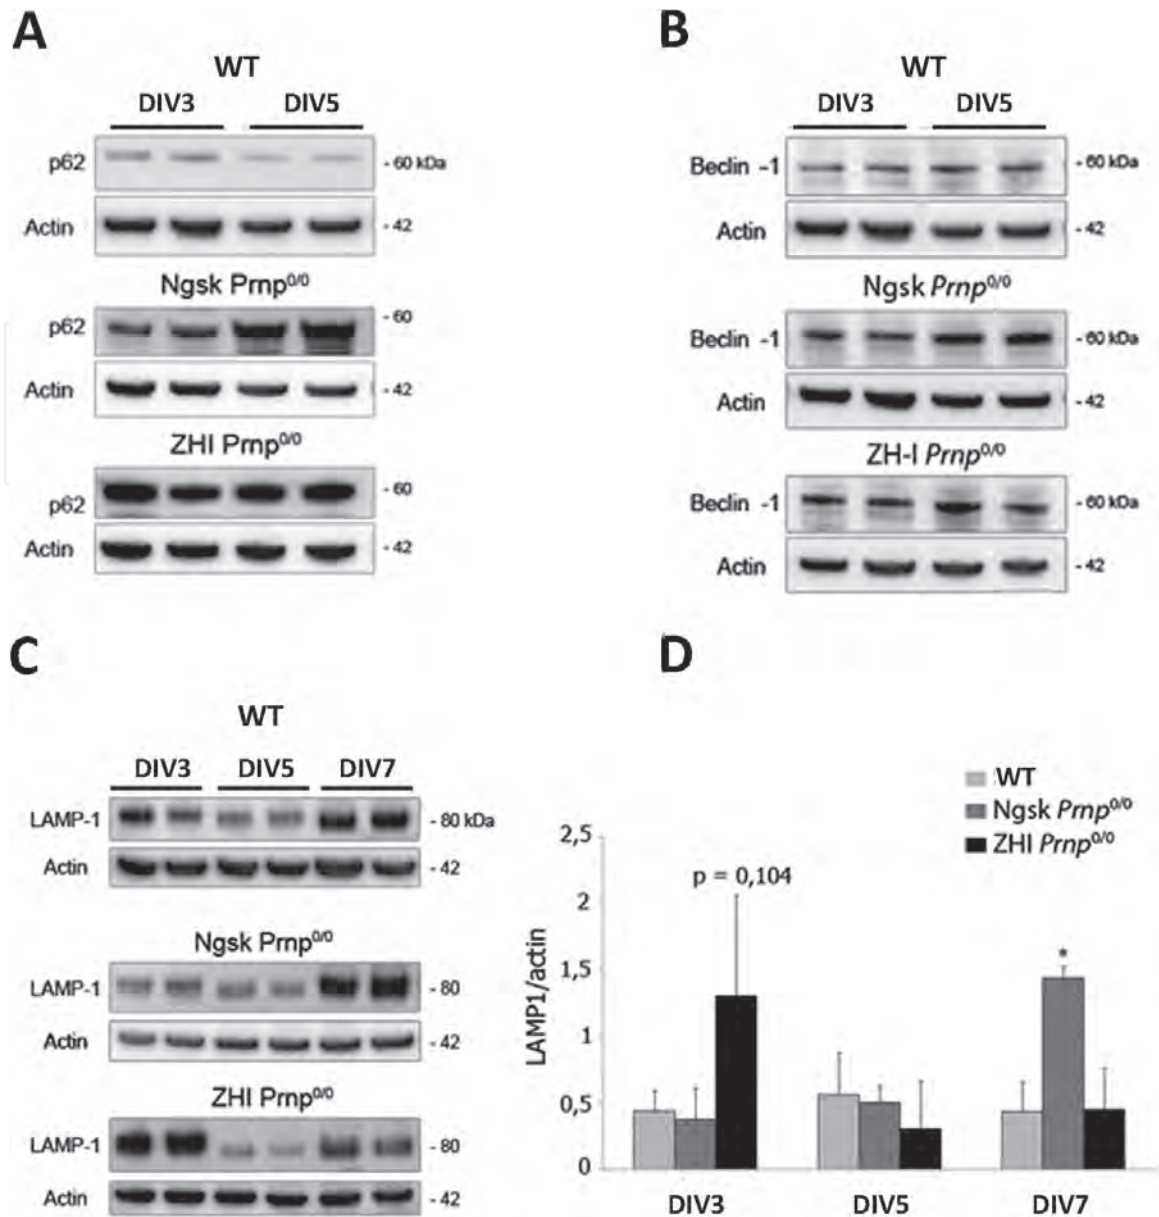 A
WT
DIV3 DIV5
p62 - 60 kDa
Actin - 42
Ngsk Prnp0/0
p62 - 60
Actin - 42
ZHI Prnp0/0
p62 - 60
Actin - 42
B
WT
DIV3 DIV5
Beclin -1 - 60 kDa
Actin - 42
Ngsk Prnp0/0
Beclin -1 - 60 kDa
Actin - 42
ZH-I Prnp0/0
Beclin -1 - 60 kDa
Actin - 42
C
WT
DIV3 DIV5 DIV7
LAMP-1 - 80 kDa
Actin - 42
Ngsk Prnp0/0
LAMP-1 - 80
Actin - 42
ZHI Prnp0/0
LAMP-1 - 80
Actin - 42
D
WT
Ngsk Prnp0/0
ZHI Prnp0/0
2,5
p = 0,104
2
*
1,5
LAMP1/actin
1
0,5
0
DIV3 DIV5 DIV7